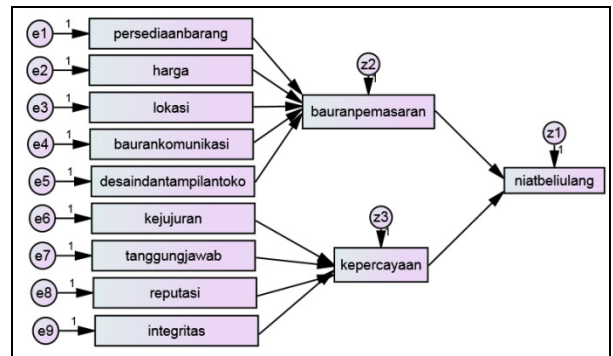 e1 1 persediaanbarang
e2 1 harga
e3 1 lokasi
e4 1 baurankomunikasi
e5 1 desaindantampilantoko
e6 1 kejujuran
e7 1 tanggungjawab
e8 1 reputasi
e9 1 integritas
z2
1
bauranpemasaran
z3
1
kepercayaan
z1
1
niatbeliulang